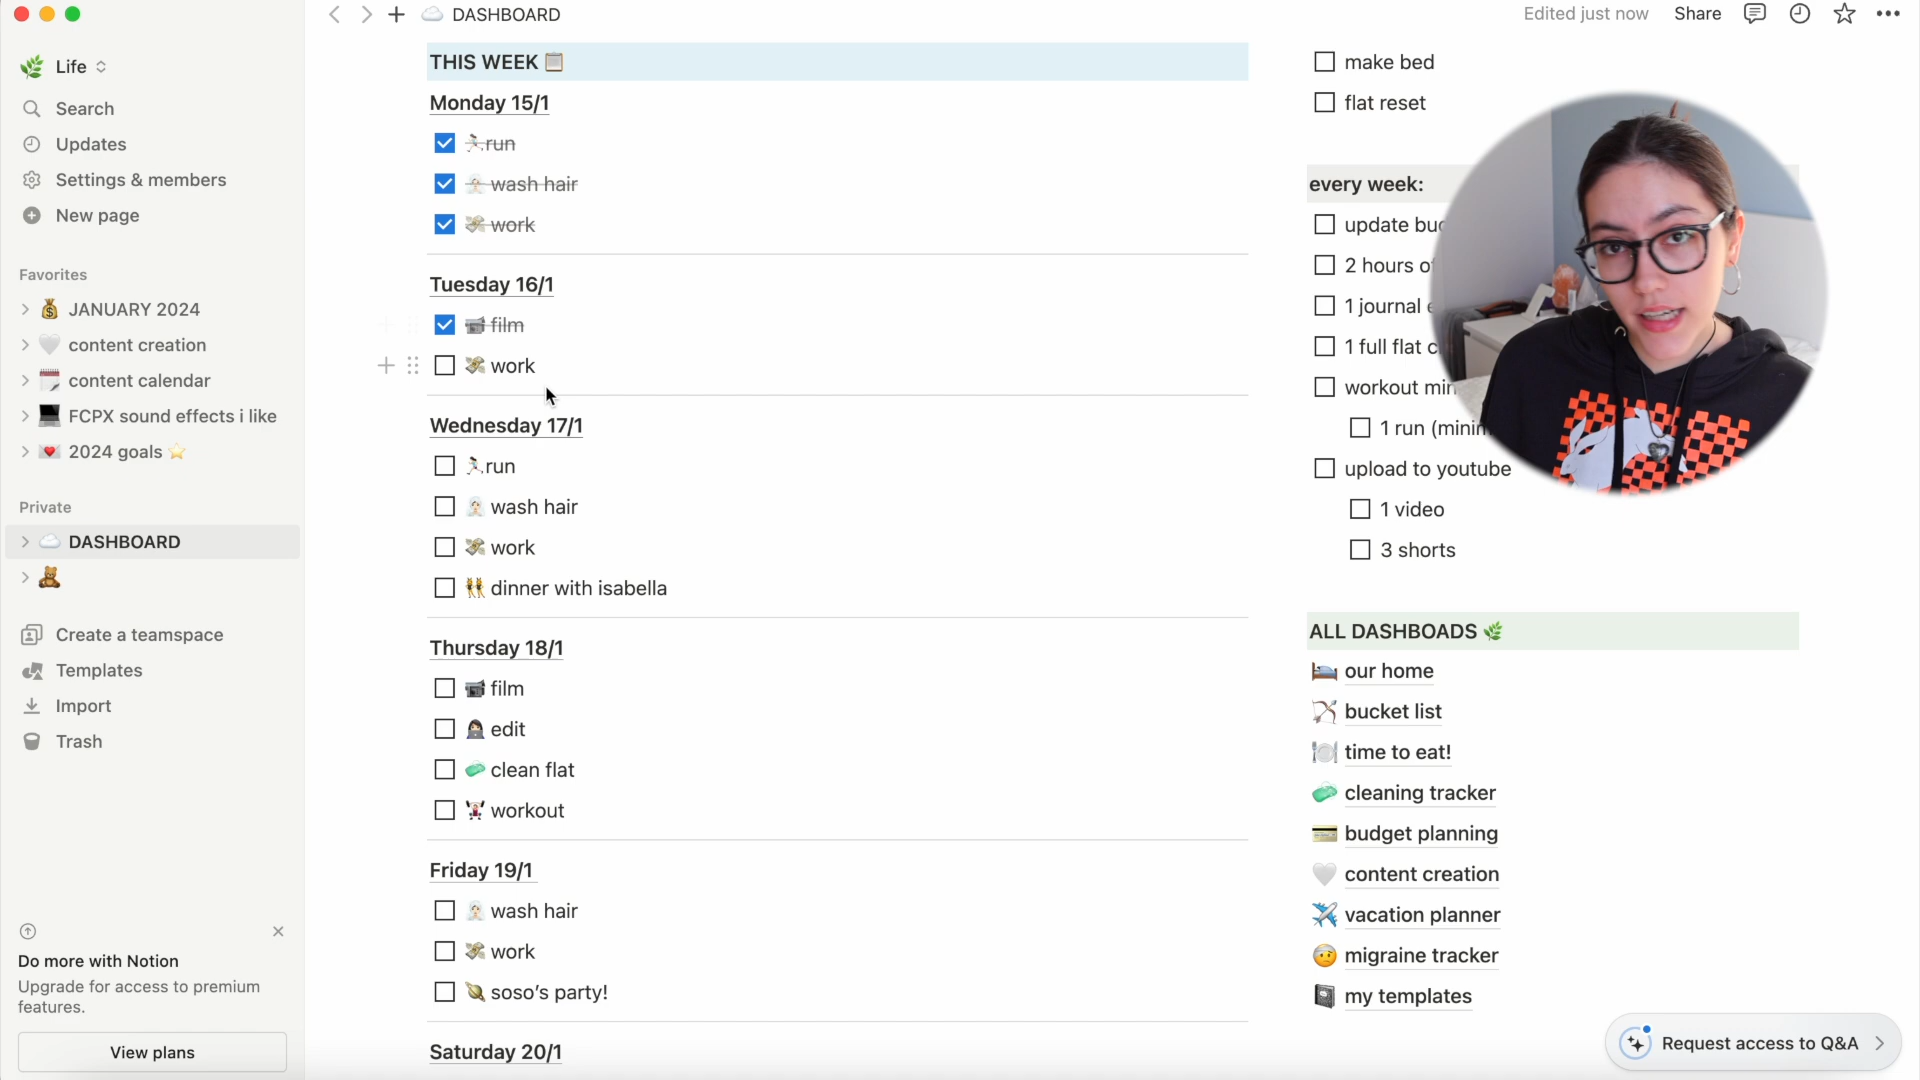 DASHBOARD
Edited just now
Share
Life
Search
Updates
Settings & members
New page
Favorites
JANUARY 2024
content creation
content calendar
FCPX sound effects i like
2024 goals
Private
DASHBOARD
Create a teamspace
Templates
Import
Trash
Do more with Notion
Upgrade for access to premium
features.
View plans
THIS WEEK
Monday 15/1
run
wash hair
work
Tuesday 16/1
film
work
Wednesday 17/1
run
wash hair
work
dinner with isabella
Thursday 18/1
film
edit
clean flat
workout
Friday 19/1
wash hair
work
soso's party!
Saturday 20/1
make bed
flat reset
every week:
update
2 hours
1 journal
1 full flat
workout
1 run
upload to youtube
1 video
3 shorts
ALL DASHBOADS
our home
bucket list
time to eat!
cleaning tracker
budget planning
content creation
vacation planner
migraine tracker
my templates
Request access to Q&A